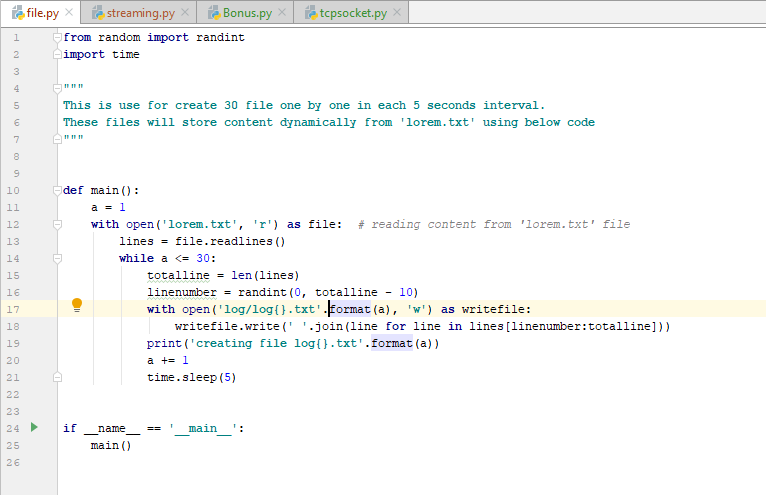 file.py streaming.py Bonus.py tcpsocket.py
1 from random import randint
2 import time
3
4 """
5 This is use for create 30 file one by one in each 5 seconds interval.
6 These files will store content dynamically from 'lorem.txt' using below code
7 """
8
9
10 def main():
11     a = 1
12     with open('lorem.txt', 'r') as file:  # reading content from 'lorem.txt' file
13         lines = file.readlines()
14         while a <= 30:
15             totalline = len(lines)
16             linenumber = randint(0, totalline - 10)
17             with open('log/log{}.txt'.format(a), 'w') as writefile:
18                 writefile.write(' '.join(line for line in lines[linenumber:totalline]))
19             print('creating file log{}.txt'.format(a))
20             a += 1
21             time.sleep(5)
22
23
24 if __name__ == '__main__':
25     main()
26